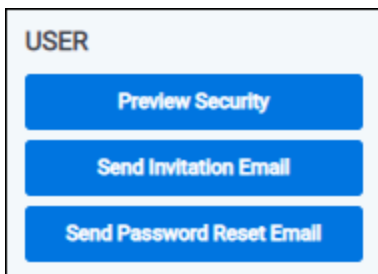 USER
Preview Security
Send Invitation Email
Send Password Reset Email